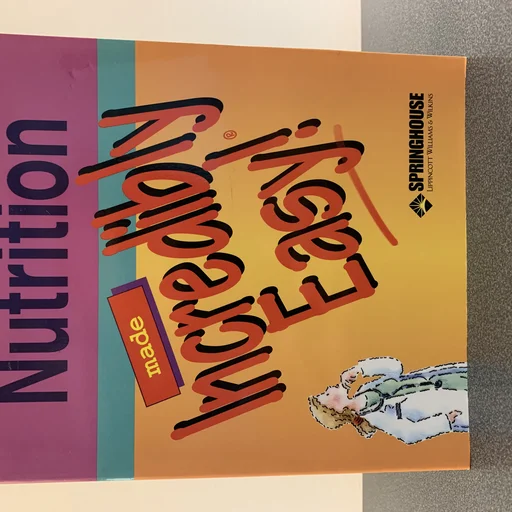 Nutrition
made
Incredibly
Easy!
®
SPRINGHOUSE
LIPPINCOTT WILLIAMS & WILKINS